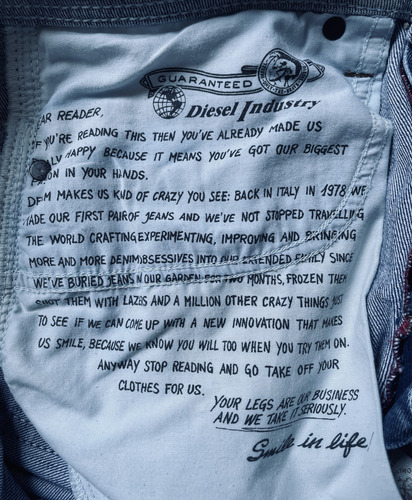 GUARANTEED
Diesel Industry
AR READER,
IF YOU'RE READING THIS THEN YOU'VE ALREADY MADE US
HAPPY BECAUSE IT MEANS YOU'VE GOT OUR BIGGEST
IN YOUR HANDS.
MAKES US KIND OF CRAZY YOU SEE: BACK IN ITALY IN 1978 WE
MADE OUR FIRST PAIR OF JEANS AND WE'VE NOT STOPPED TRAVELLING
THE WORLD CRAFTING, EXPERIMENTING, IMPROVING AND BRINGING
MORE AND MORE DENIM OBSESSIVES INTO OUR EXTENDED FAMILY SINCE
WE'VE BURIED JEANS IN OUR GARDEN FOR TWO MONTHS, FROZEN THEM
SHOT THEM WITH LAZERS AND A MILLION OTHER CRAZY THINGS JUST
TO SEE IF WE CAN COME UP WITH A NEW INNOVATION THAT MAKES
US SMILE, BECAUSE WE KNOW YOU WILL TOO WHEN YOU TRY THEM ON.
ANYWAY STOP READING AND GO TAKE OFF YOUR
CLOTHES FOR US.
YOUR LEGS ARE OUR BUSINESS
AND WE TAKE IT SERIOUSLY.
Smile in life!